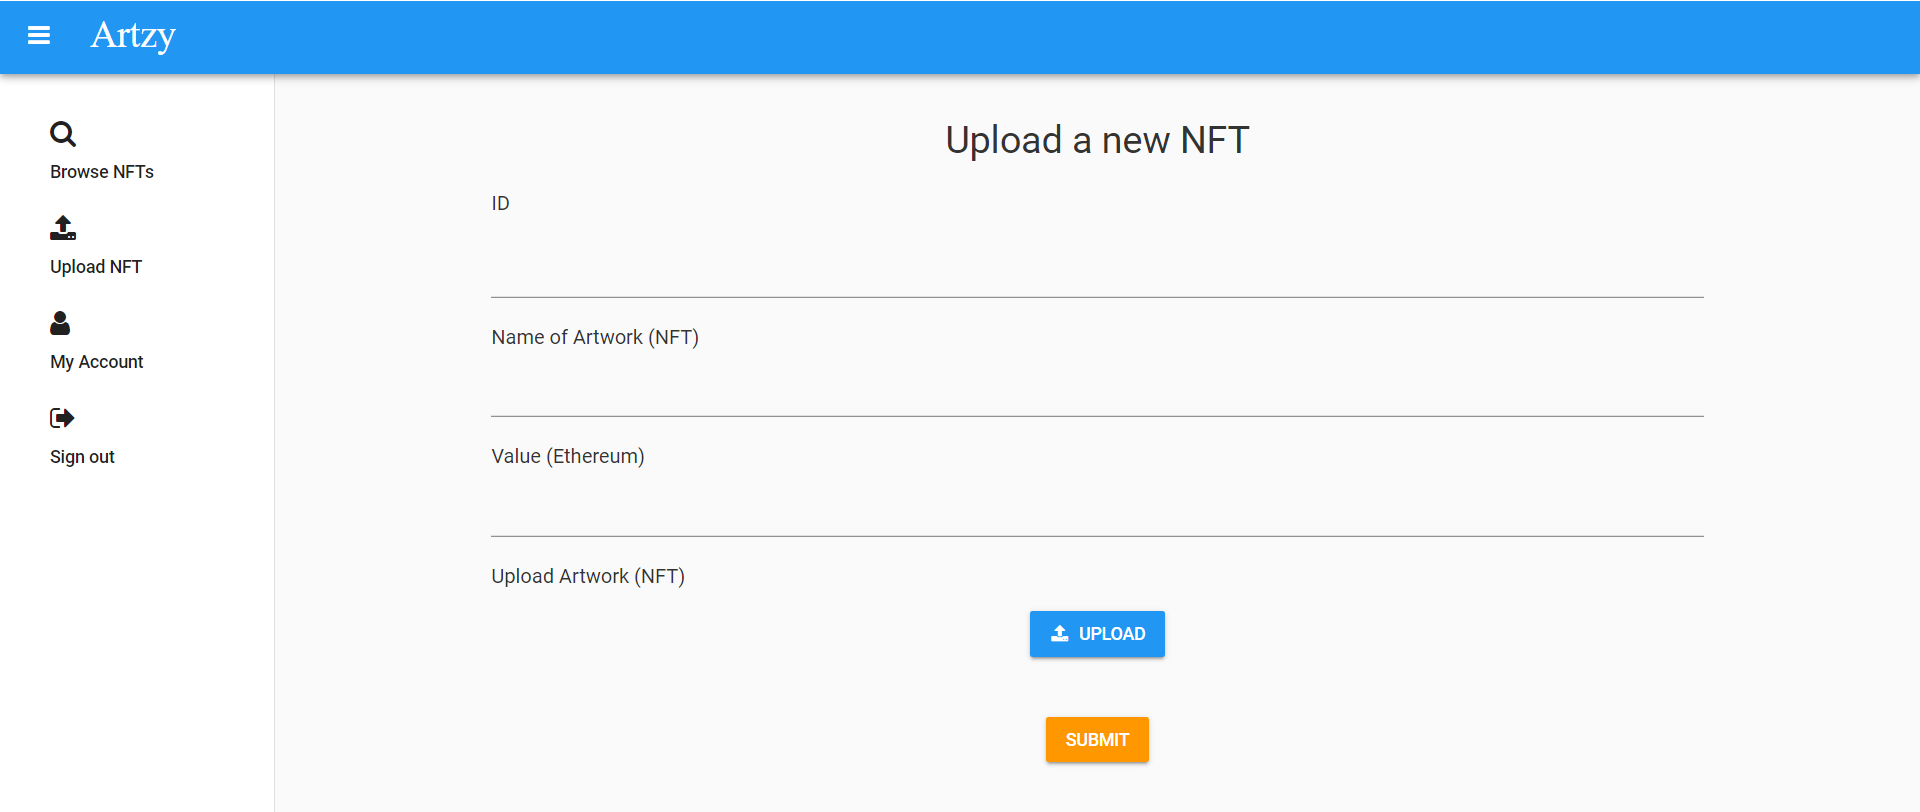 Artzy
Browse NFTs
Upload NFT
My Account
Sign out
Upload a new NFT
ID
Name of Artwork (NFT)
Value (Ethereum)
Upload Artwork (NFT)
UPLOAD
SUBMIT